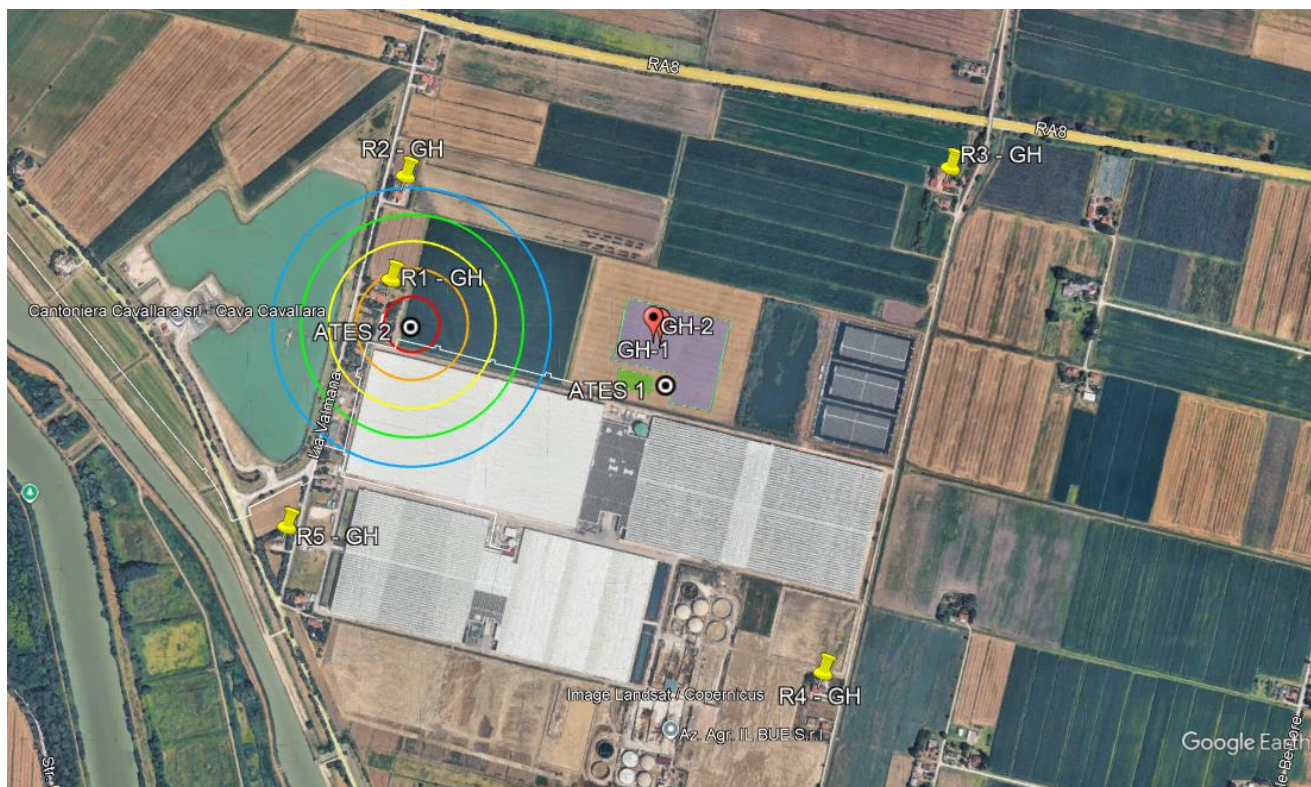 RA8
RA8
R2 - GH
R3 - GH
R1 - GH
Cantoniera Cavallara srl - Cava Cavallara
ATES 2
GH-2
GH-1
ATES 1
Via Valmana
R5 - GH
R4 - GH
Image Landsat / Copernicus
Az. Agr. IL BUE S.r.l
Google Earth
Str.